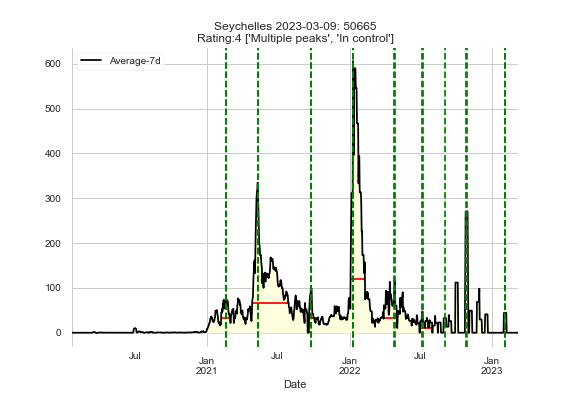 Seychelles 2023-03-09: 50665
Rating:4 ['Multiple peaks', 'In control']
Average-7d
600
500
400
300
200
100
0
Jul
Jan
2021
Jul
Jan
2022
Jul
Jan
2023
Date